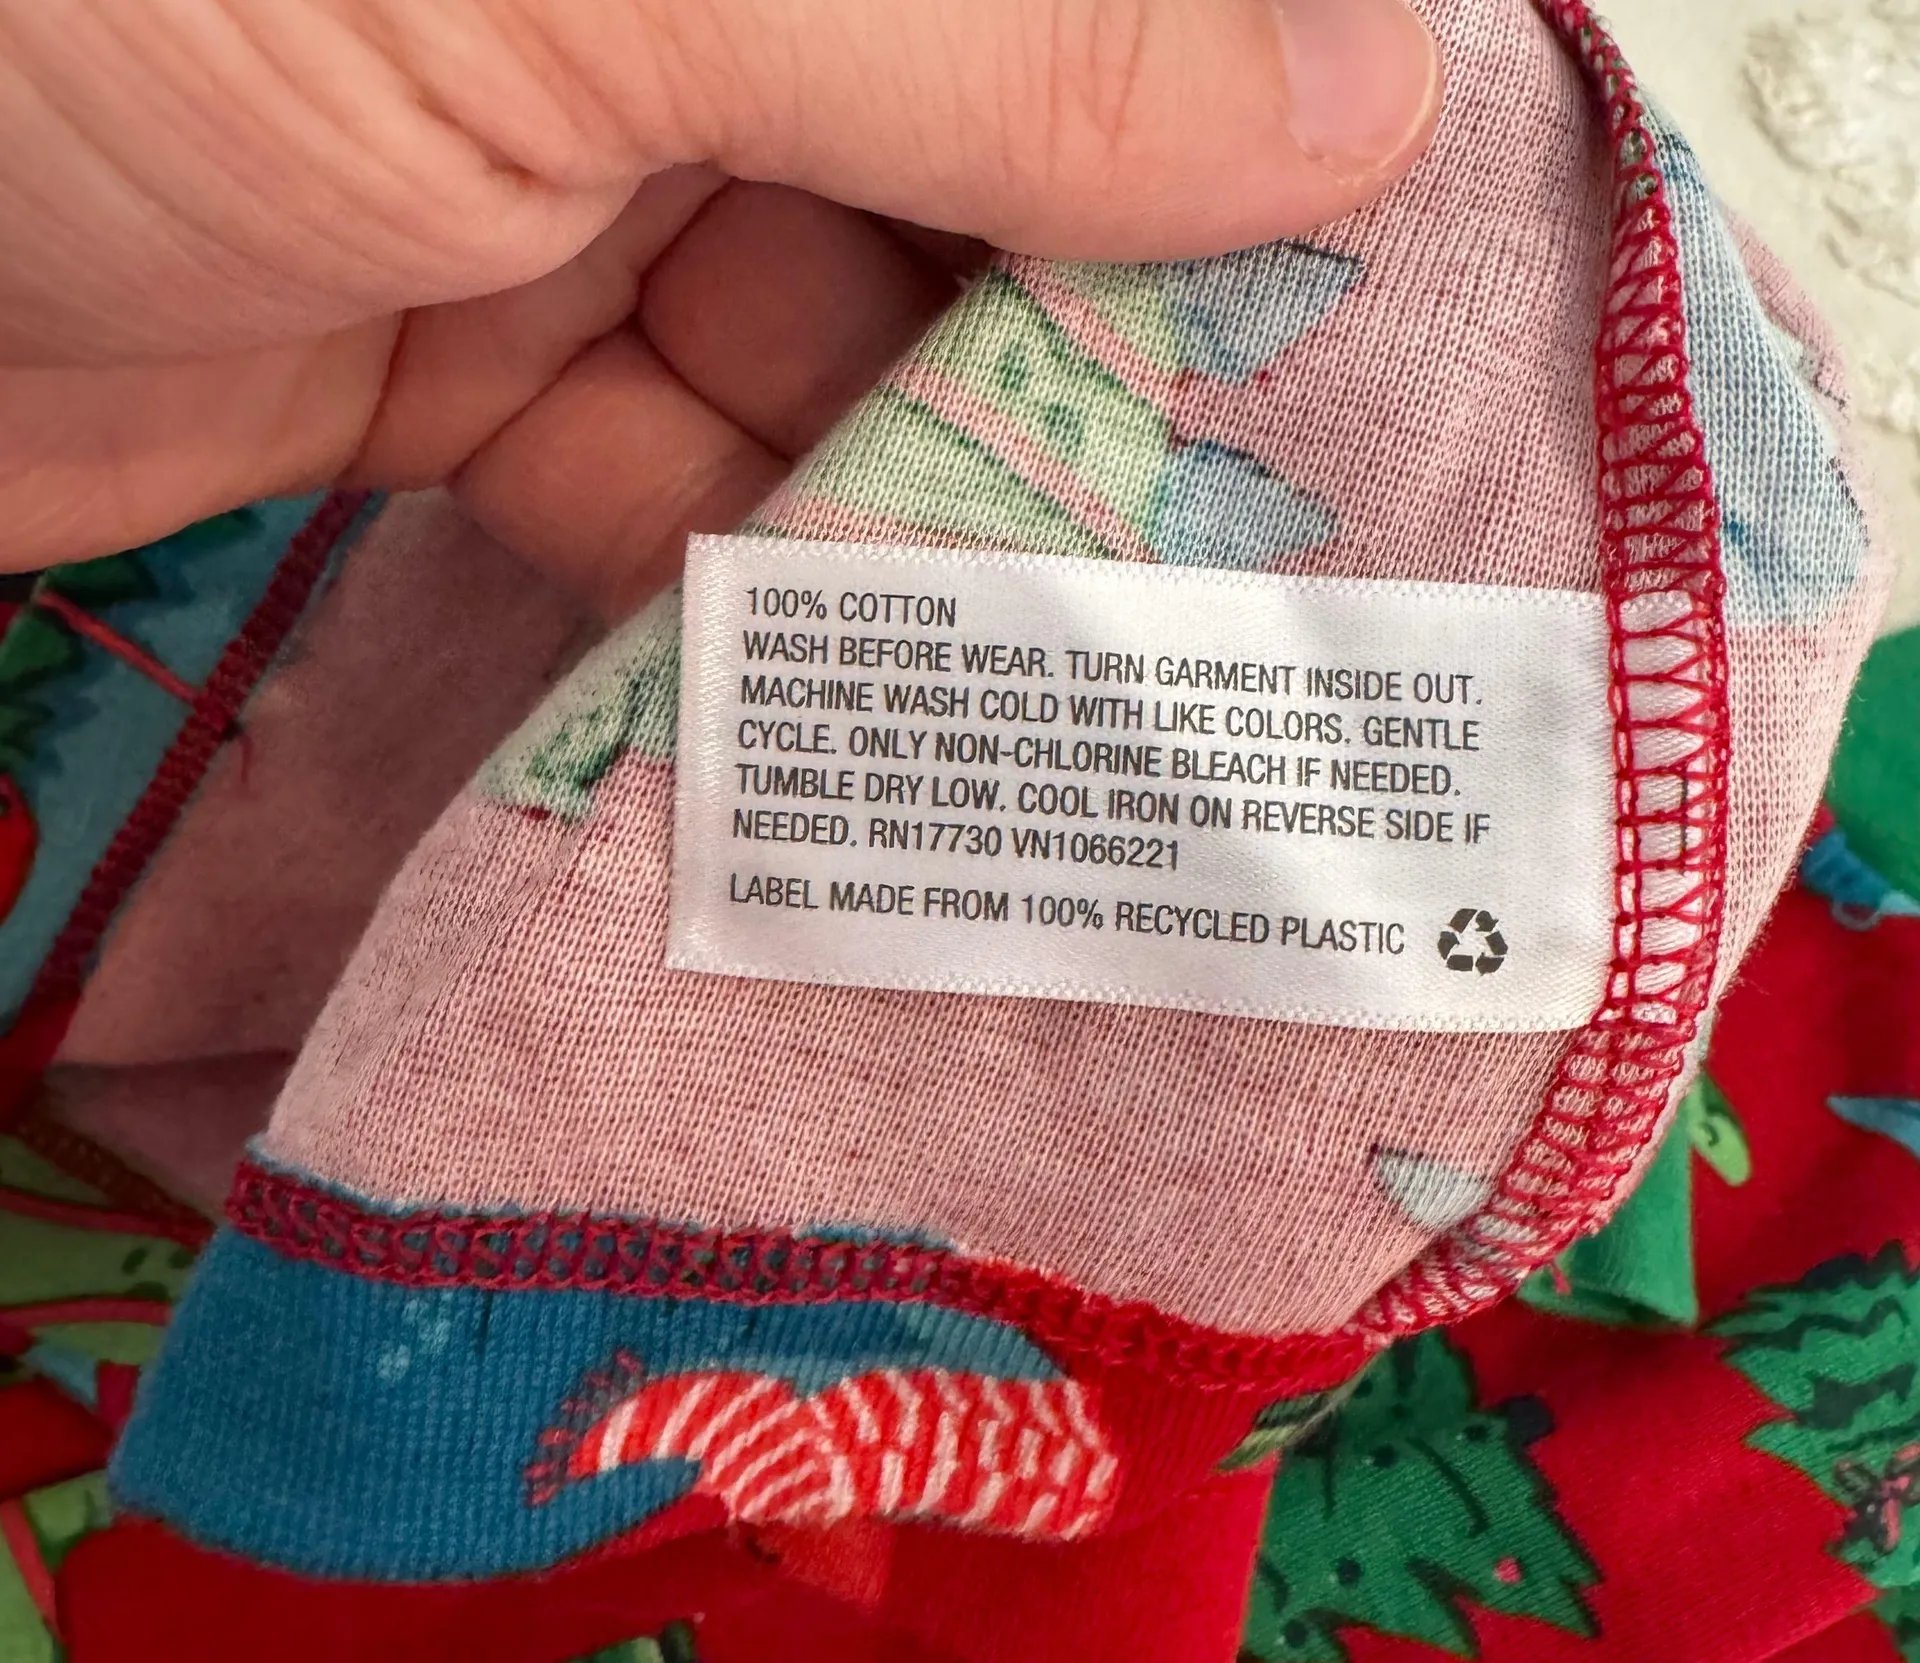 100% COTTON
WASH BEFORE WEAR. TURN GARMENT INSIDE OUT.
MACHINE WASH COLD WITH LIKE COLORS. GENTLE
CYCLE. ONLY NON-CHLORINE BLEACH IF NEEDED.
TUMBLE DRY LOW. COOL IRON ON REVERSE SIDE IF
NEEDED. RN17730 VN1066221
LABEL MADE FROM 100% RECYCLED PLASTIC